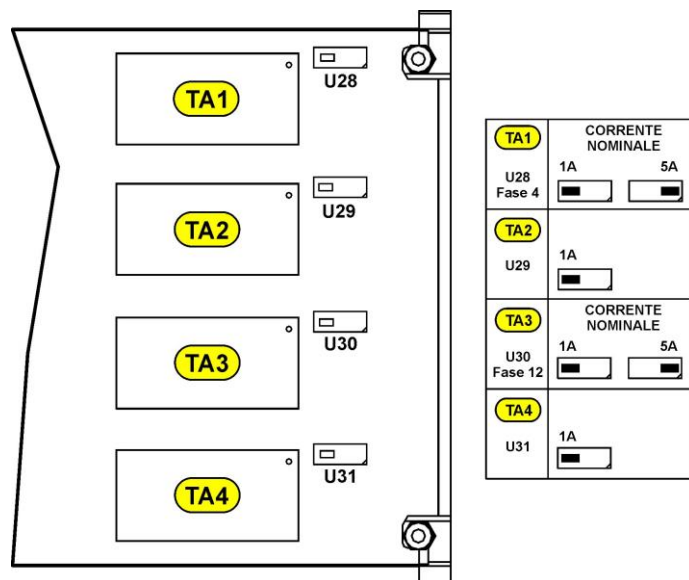 TA1
U28
TA2
U29
TA3
U30
TA4
U31
TA1
CORRENTE
NOMINALE
U28
Fase 4
1A
5A
TA2
U29
1A
TA3
CORRENTE
NOMINALE
U30
Fase 12
1A
5A
TA4
U31
1A